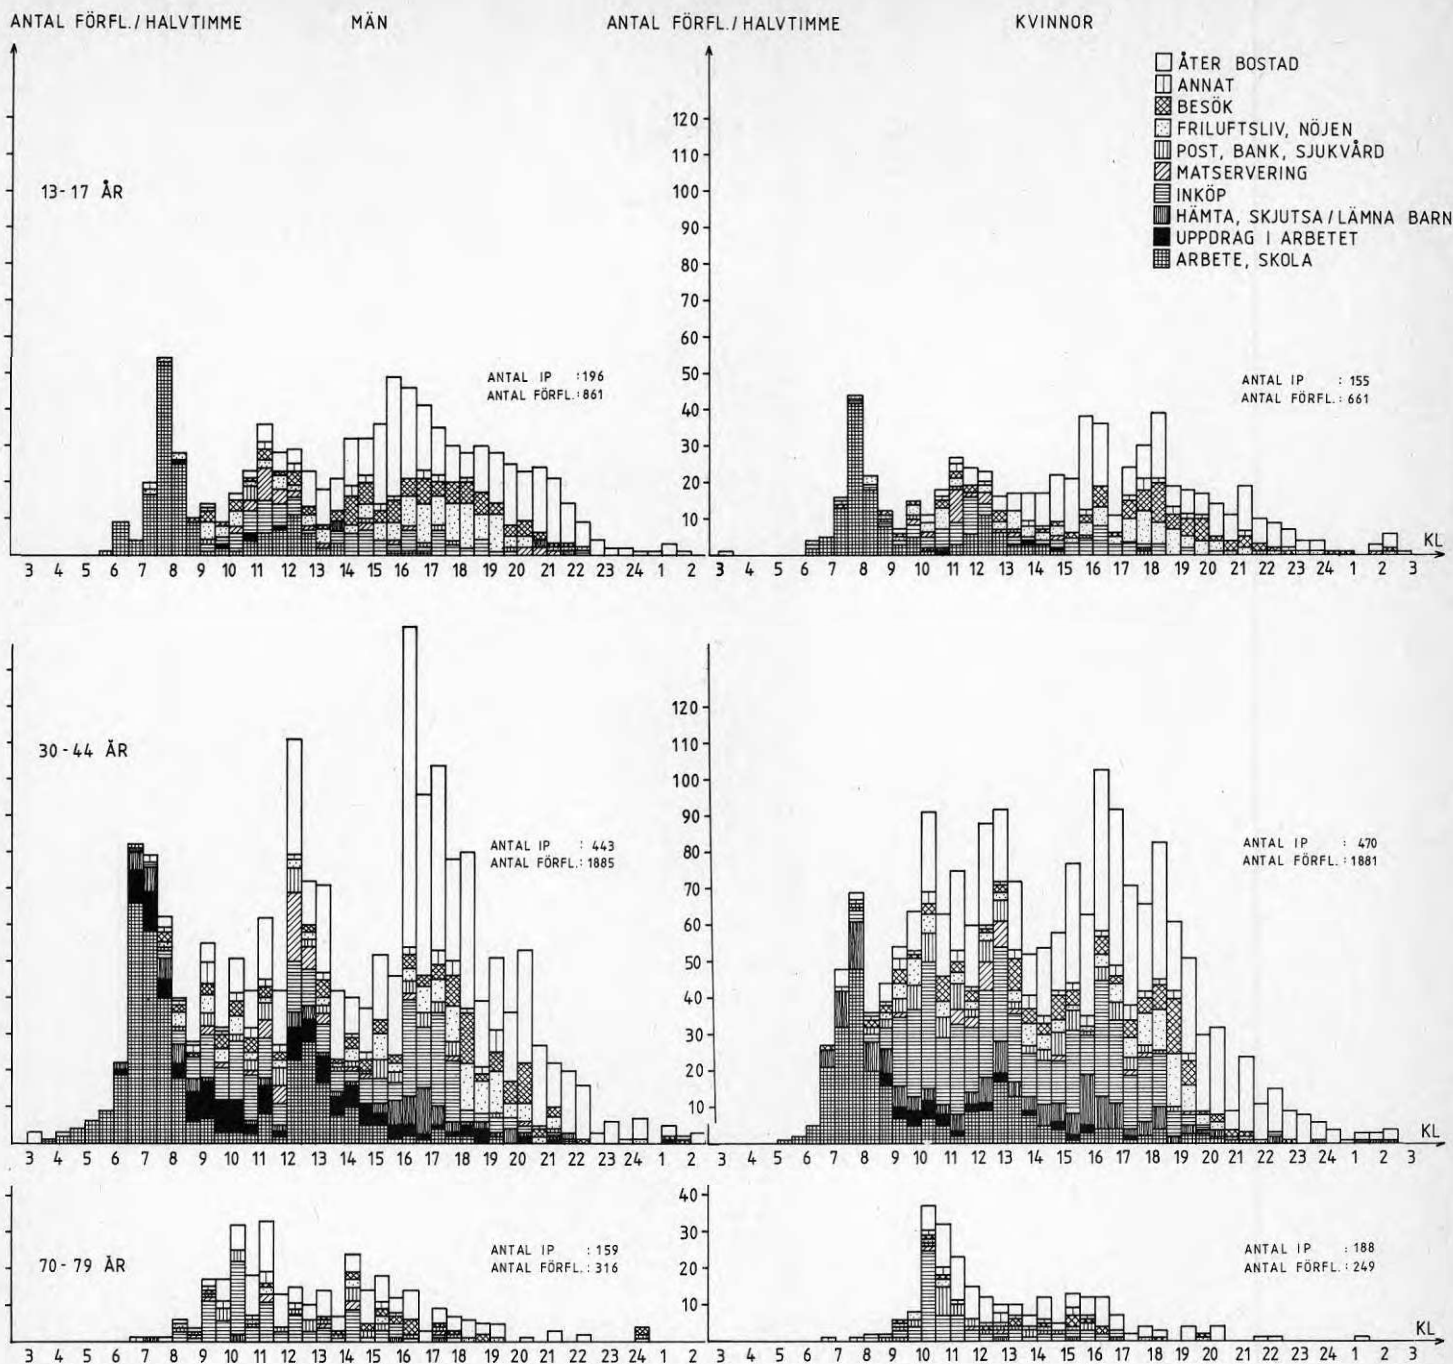 ANTAL FÖRFL./HALVTIMME MÄN ANTAL FÖRFL./HALVTIMME KVINNOR
ÅTER BOSTAD
ANNAT
BESÖK
FRILUFTSLIV, NÖJEN
POST, BANK, SJUKVÅRD
MATSERVERING
INKÖP
HÄMTA, SKJUTSA/LÄMNA BARN
UPPDRAG I ARBETET
ARBETE, SKOLA
13-17 ÅR
ANTAL IP :196
ANTAL FÖRFL.:861
3 4 5 6 7 8 9 10 11 12 13 14 15 16 17 18 19 20 21 22 23 24 1 2
120
110
100
90
80
70
60
50
40
30
20
10
ANTAL IP : 155
ANTAL FÖRFL.: 661
KL
3 4 5 6 7 8 9 10 11 12 13 14 15 16 17 18 19 20 21 22 23 24 1 2 3
30-44 ÅR
ANTAL IP : 443
ANTAL FÖRFL.: 1885
3 4 5 6 7 8 9 10 11 12 13 14 15 16 17 18 19 20 21 22 23 24 1 2
120
110
100
90
80
70
60
50
40
30
20
10
ANTAL IP : 470
ANTAL FÖRFL.: 1881
KL
3 4 5 6 7 8 9 10 11 12 13 14 15 16 17 18 19 20 21 22 23 24 1 2 3
70-79 ÅR
ANTAL IP : 159
ANTAL FÖRFL.: 316
3 4 5 6 7 8 9 10 11 12 13 14 15 16 17 18 19 20 21 22 23 24 1 2
40
30
20
10
ANTAL IP : 188
ANTAL FÖRFL.: 249
KL
3 4 5 6 7 8 9 10 11 12 13 14 15 16 17 18 19 20 21 22 23 24 1 2 3